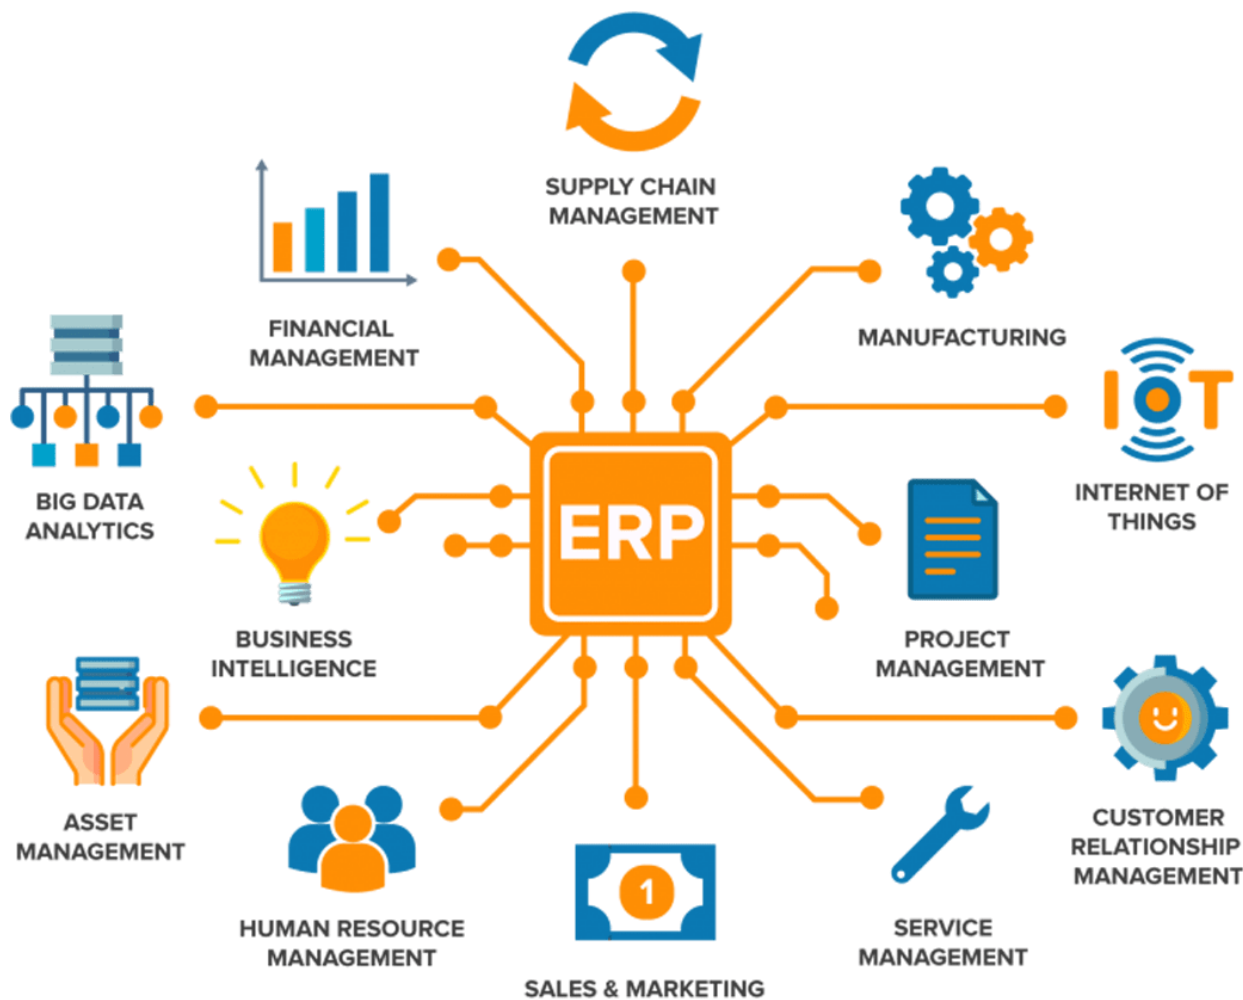 SUPPLY CHAIN
MANAGEMENT
FINANCIAL
MANAGEMENT
MANUFACTURING
BIG DATA
ANALYTICS
IOT
INTERNET OF
THINGS
ERP
BUSINESS
INTELLIGENCE
PROJECT
MANAGEMENT
ASSET
MANAGEMENT
CUSTOMER
RELATIONSHIP
MANAGEMENT
HUMAN RESOURCE
MANAGEMENT
1
SALES & MARKETING
SERVICE
MANAGEMENT